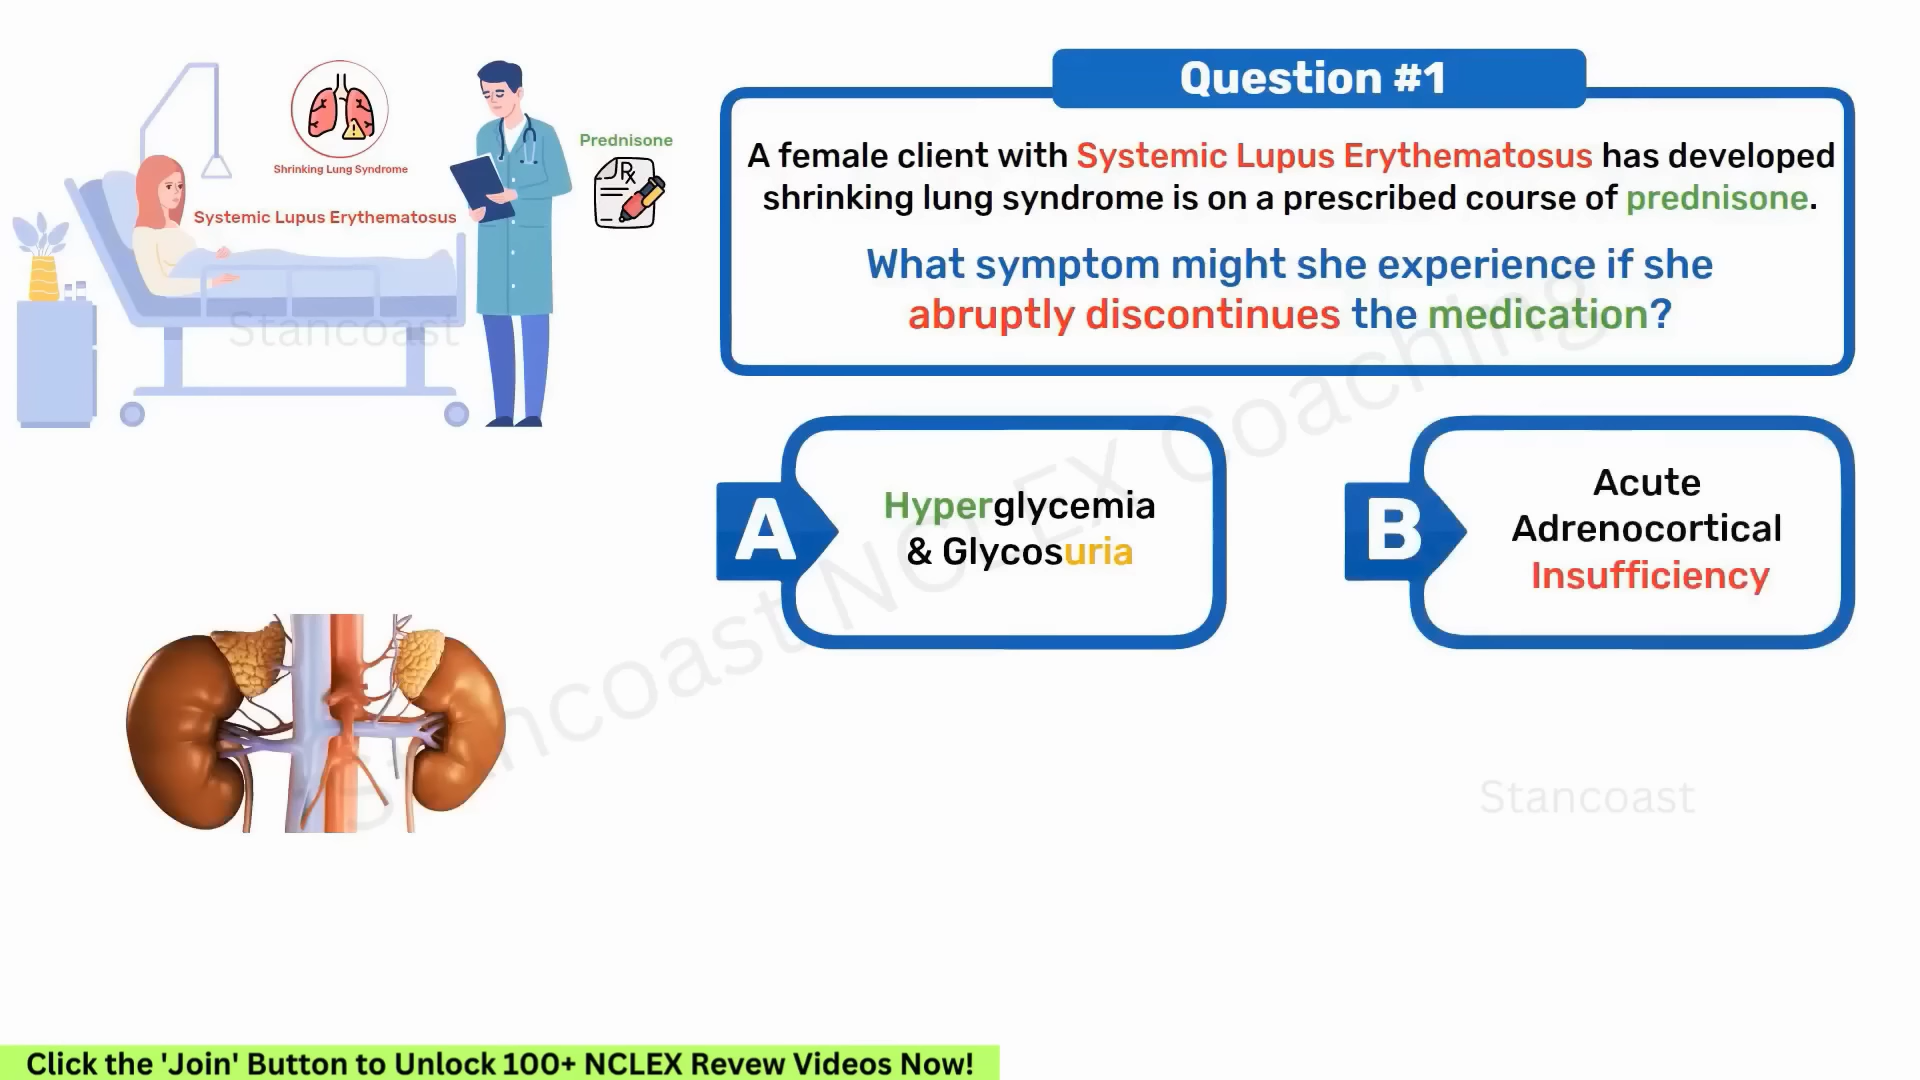 Shrinking Lung Syndrome
Systemic Lupus Erythematosus
Prednisone
Rx
Question #1
A female client with Systemic Lupus Erythematosus has developed
shrinking lung syndrome is on a prescribed course of prednisone.
What symptom might she experience if she
abruptly discontinues the medication?
A
Hyperglycemia
& Glycosuria
B
Acute
Adrenocortical
Insufficiency
Stancoast
Stancoast NCLEX Coaching
Stancoast
Click the 'Join' Button to Unlock 100+ NCLEX Revew Videos Now!